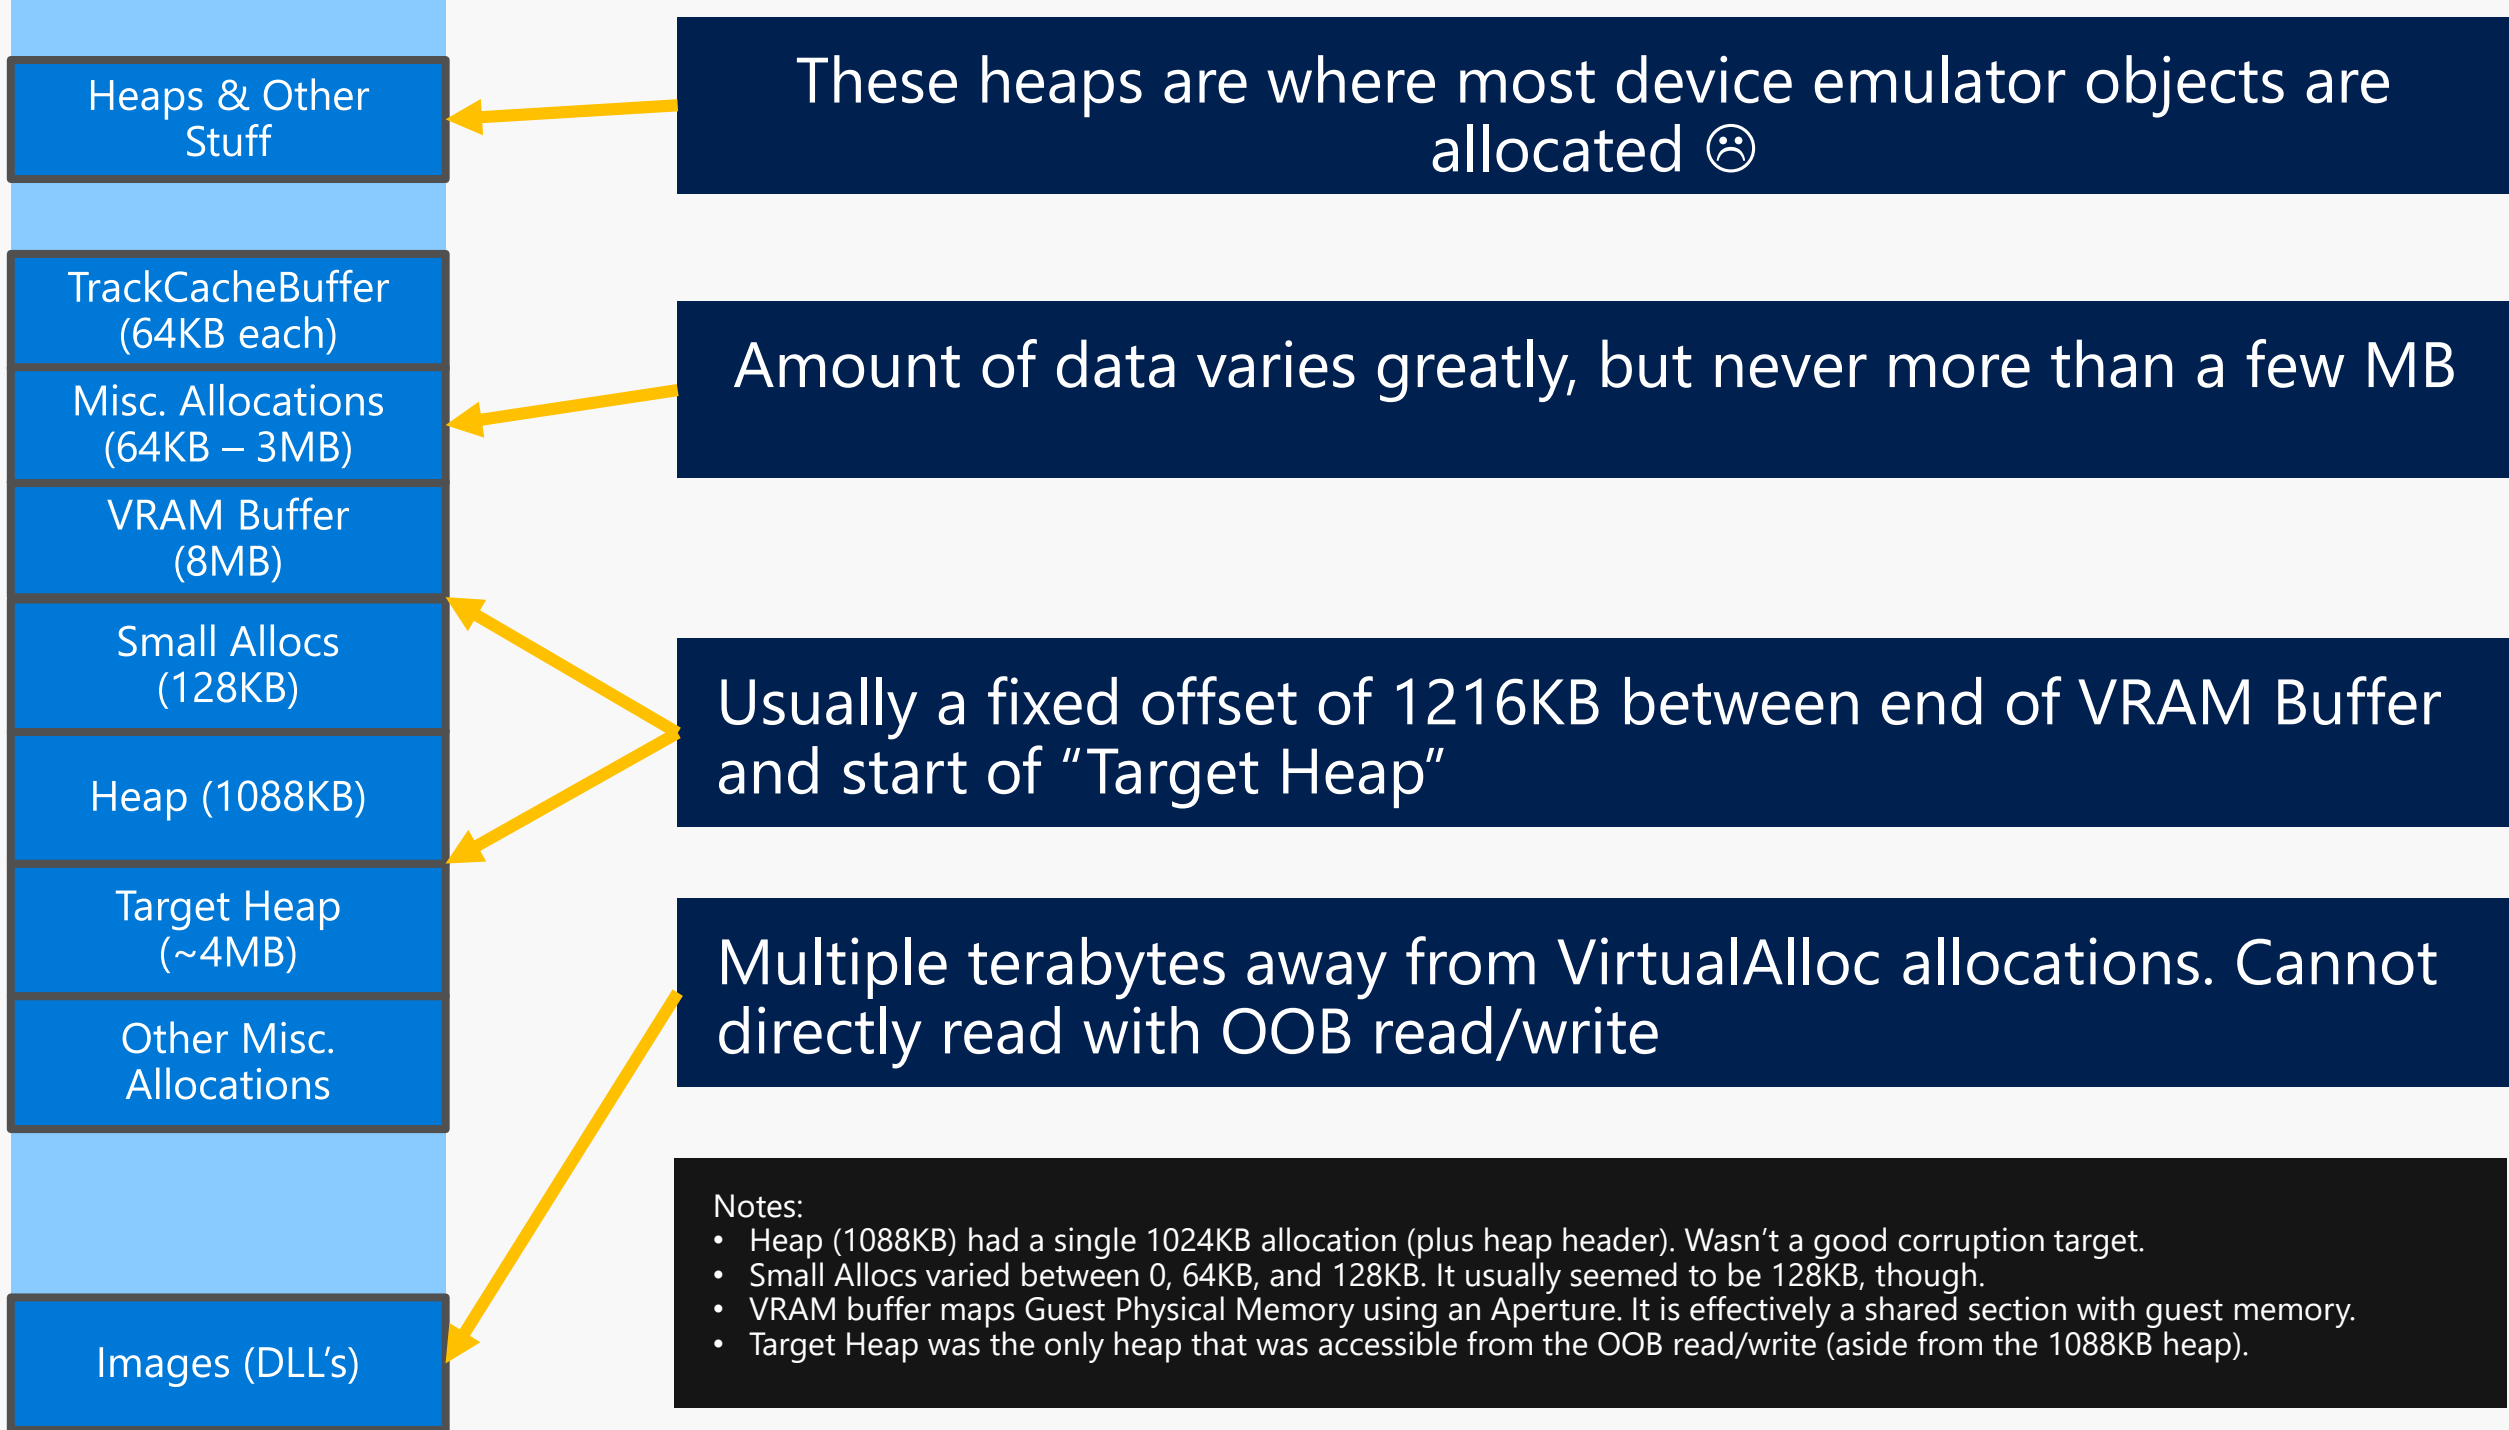 Heaps & Other
Stuff
These heaps are where most device emulator objects are
allocated ☹
TrackCacheBuffer
(64KB each)
Misc. Allocations
(64KB – 3MB)
Amount of data varies greatly, but never more than a few MB
VRAM Buffer
(8MB)
Small Allocs
(128KB)
Heap (1088KB)
Usually a fixed offset of 1216KB between end of VRAM Buffer
and start of “Target Heap”
Target Heap
(~4MB)
Other Misc.
Allocations
Multiple terabytes away from VirtualAlloc allocations. Cannot
directly read with OOB read/write
Images (DLL’s)
Notes:
• Heap (1088KB) had a single 1024KB allocation (plus heap header). Wasn’t a good corruption target.
• Small Allocs varied between 0, 64KB, and 128KB. It usually seemed to be 128KB, though.
• VRAM buffer maps Guest Physical Memory using an Aperture. It is effectively a shared section with guest memory.
• Target Heap was the only heap that was accessible from the OOB read/write (aside from the 1088KB heap).